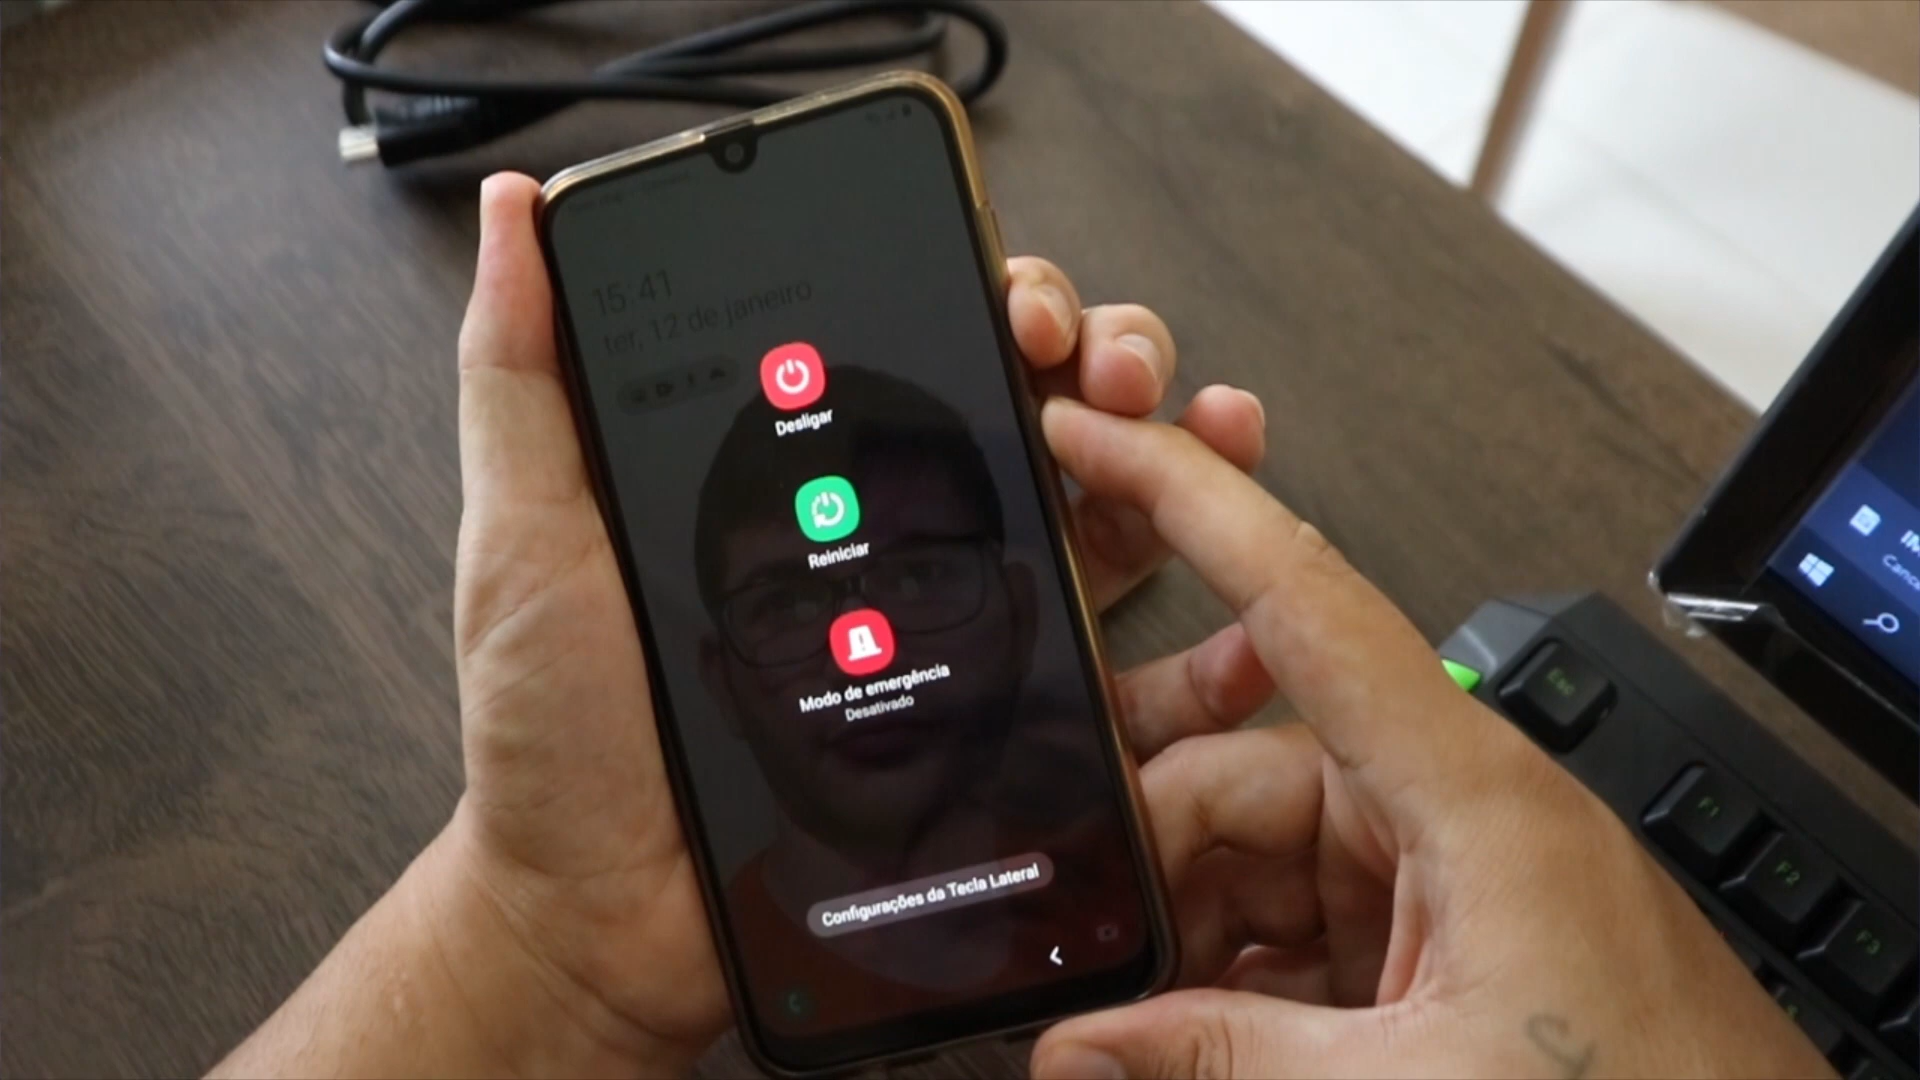 15:41
ter, 12 de janeiro
Desligar
Reiniciar
Modo de emergência
Desativado
Configurações da Tecla Lateral
Esc
F1
F2
F3